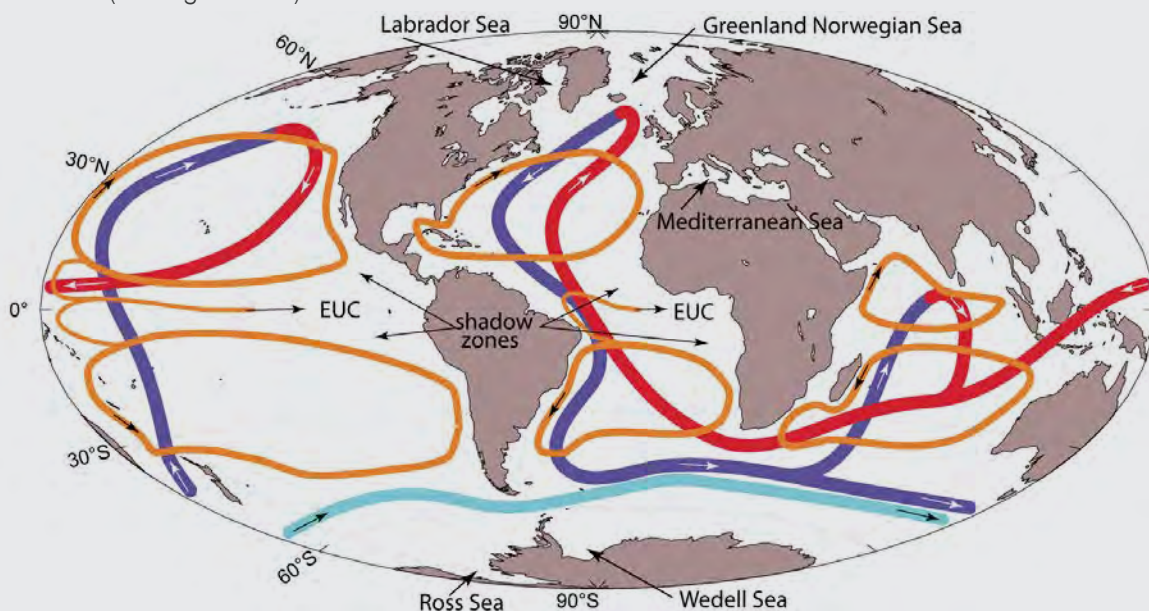 Labrador Sea
90°N
Greenland Norwegian Sea
60°N
30°N
Mediterranean Sea
0°
EUC
shadow
zones
EUC
30°S
60°S
Ross Sea
90°S
Wedell Sea